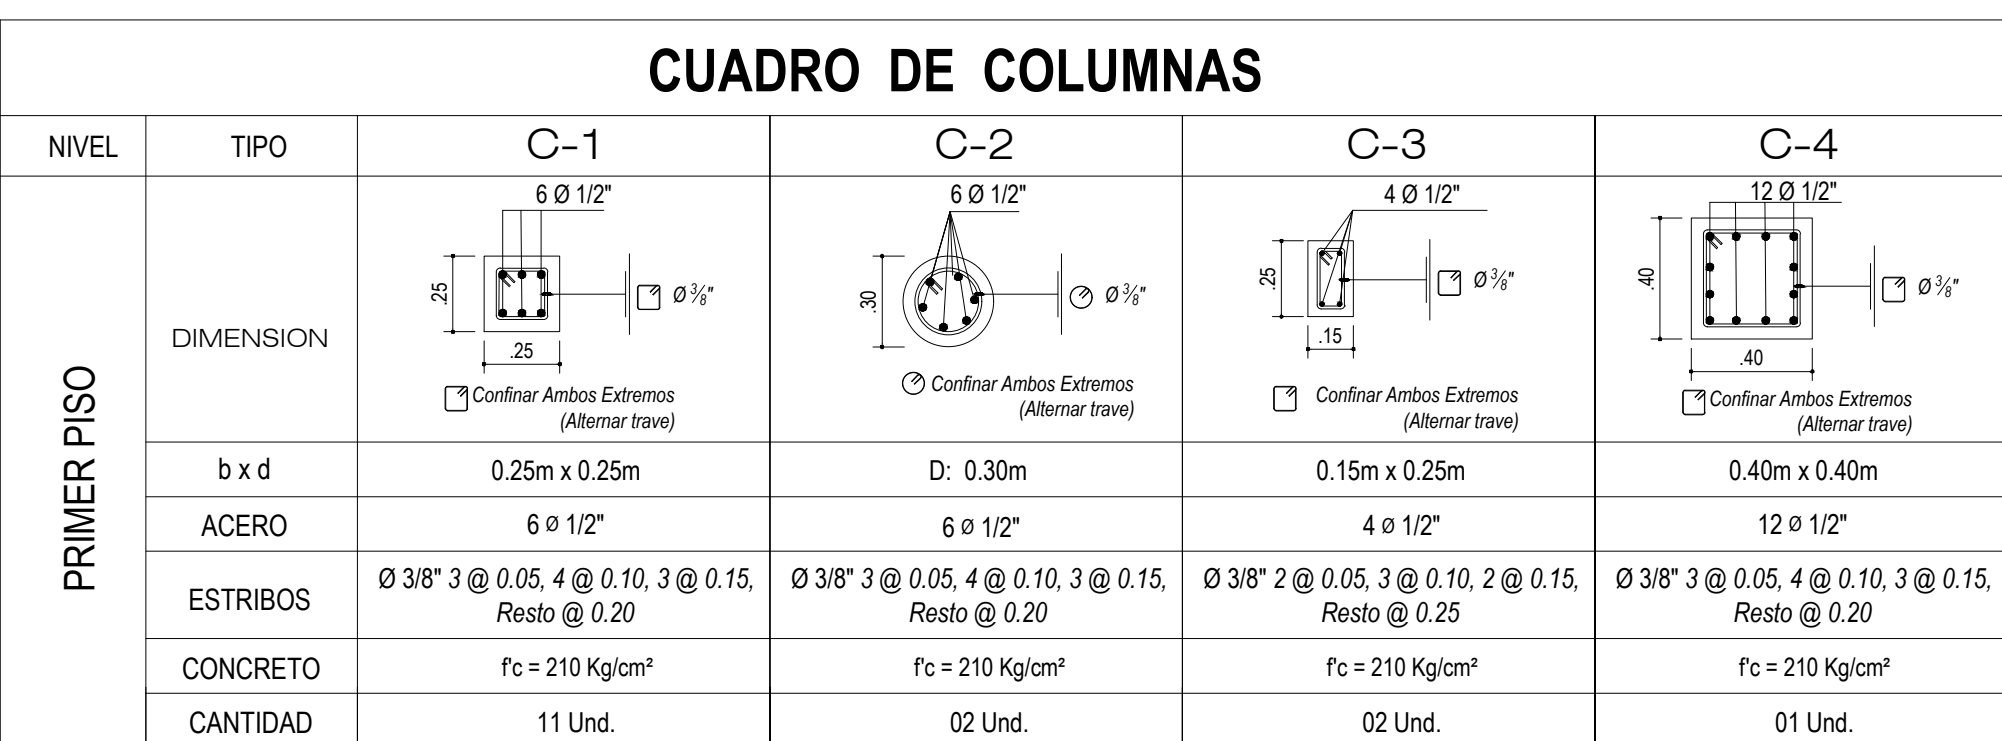 CUADRO DE COLUMNAS
NIVEL TIPO C-1 C-2 C-3 C-4
PRIMER PISO
DIMENSION
6 Ø 1/2"
.25
.25
Ø 3/8"
Confinar Ambos Extremos
(Alternar trave)
6 Ø 1/2"
.30
Ø 3/8"
Confinar Ambos Extremos
(Alternar trave)
4 Ø 1/2"
.25
.15
Ø 3/8"
Confinar Ambos Extremos
(Alternar trave)
12 Ø 1/2"
.40
.40
Ø 3/8"
Confinar Ambos Extremos
(Alternar trave)
b x d 0.25m x 0.25m D: 0.30m 0.15m x 0.25m 0.40m x 0.40m
ACERO 6 Ø 1/2" 6 Ø 1/2" 4 Ø 1/2" 12 Ø 1/2"
ESTRIBOS
Ø 3/8" 3 @ 0.05, 4 @ 0.10, 3 @ 0.15,
Resto @ 0.20
Ø 3/8" 3 @ 0.05, 4 @ 0.10, 3 @ 0.15,
Resto @ 0.20
Ø 3/8" 2 @ 0.05, 3 @ 0.10, 2 @ 0.15,
Resto @ 0.25
Ø 3/8" 3 @ 0.05, 4 @ 0.10, 3 @ 0.15,
Resto @ 0.20
CONCRETO f'c = 210 Kg/cm² f'c = 210 Kg/cm² f'c = 210 Kg/cm² f'c = 210 Kg/cm²
CANTIDAD 11 Und. 02 Und. 02 Und. 01 Und.